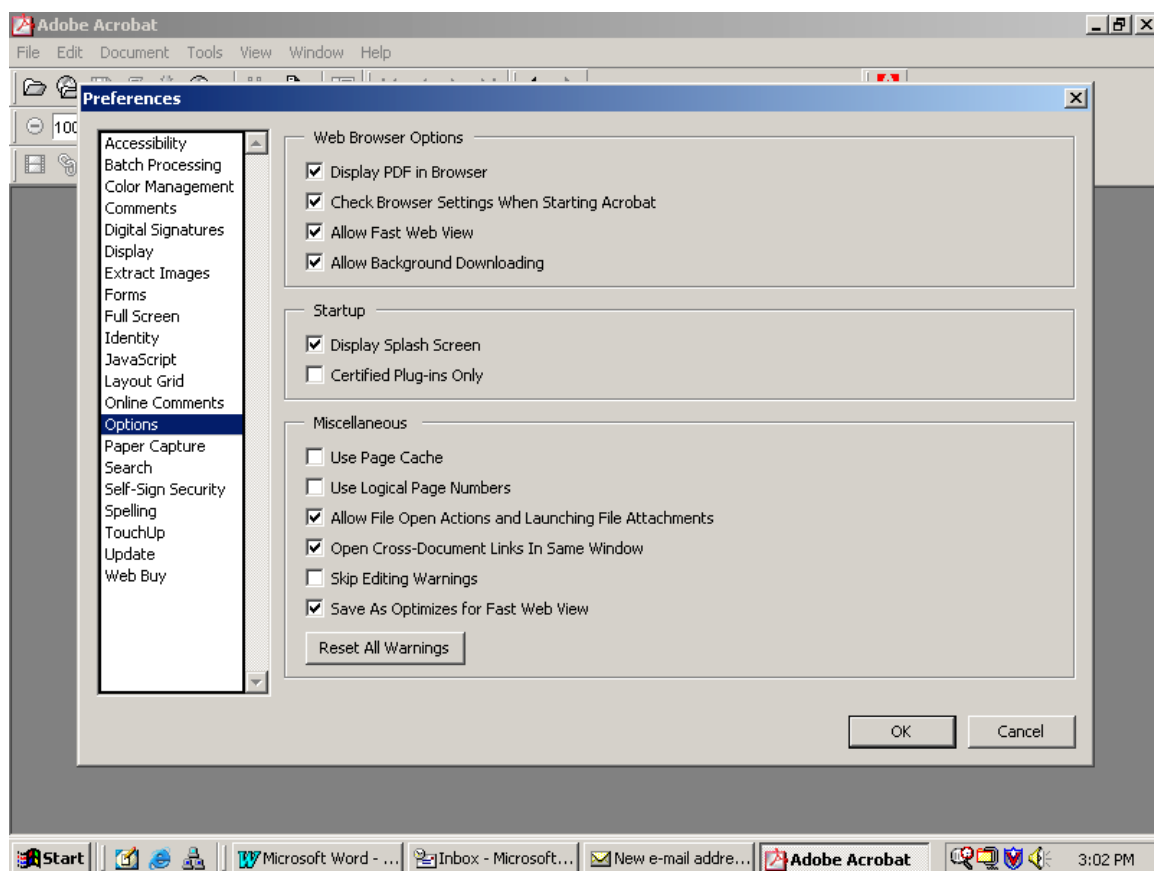 Adobe Acrobat
File Edit Document Tools View Window Help
Preferences
100
Accessibility
Batch Processing
Color Management
Comments
Digital Signatures
Display
Extract Images
Forms
Full Screen
Identity
JavaScript
Layout Grid
Online Comments
Options
Paper Capture
Search
Self-Sign Security
Spelling
TouchUp
Update
Web Buy
Web Browser Options
Display PDF in Browser
Check Browser Settings When Starting Acrobat
Allow Fast Web View
Allow Background Downloading
Startup
Display Splash Screen
Certified Plug-ins Only
Miscellaneous
Use Page Cache
Use Logical Page Numbers
Allow File Open Actions and Launching File Attachments
Open Cross-Document Links In Same Window
Skip Editing Warnings
Save As Optimizes for Fast Web View
Reset All Warnings
OK Cancel
Start Microsoft Word - ... Inbox - Microsoft... New e-mail addre... Adobe Acrobat 3:02 PM